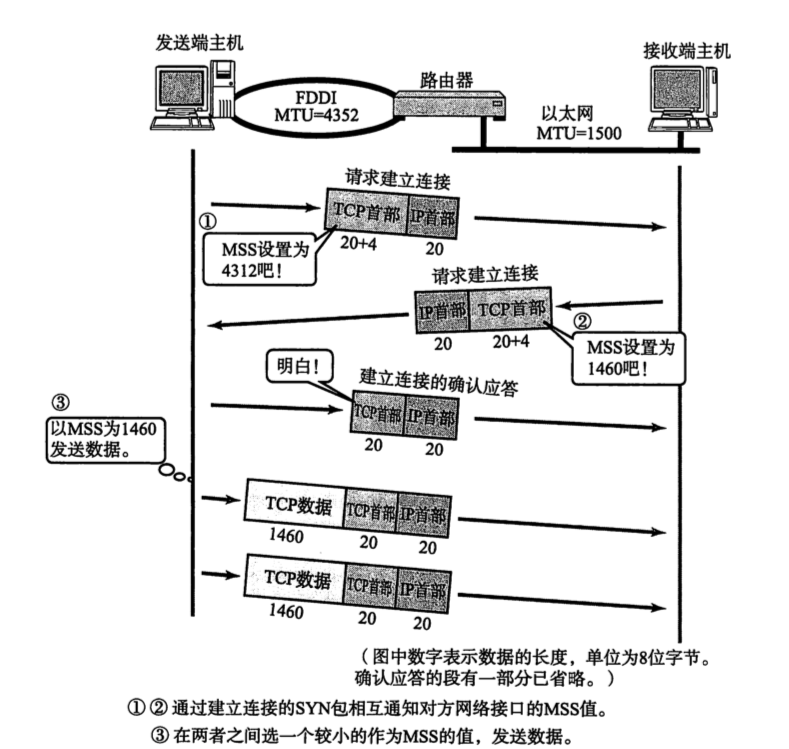 发送端主机
接收端主机
路由器
FDDI
MTU=4352
以太网
MTU=1500
请求建立连接
TCP首部 IP首部
20+4 20
①
MSS设置为
4312吧！
请求建立连接
IP首部 TCP首部
20 20+4
②
MSS设置为
1460吧！
明白！
建立连接的确认应答
TCP首部 IP首部
20 20
③
以MSS为1460
发送数据。
TCP数据 TCP首部 IP首部
1460 20 20
TCP数据 TCP首部 IP首部
1460 20 20
（图中数字表示数据的长度，单位为8位字节。
确认应答的段有一部分已省略。）
①②通过建立连接的SYN包相互通知对方网络接口的MSS值。
③在两者之间选一个较小的作为MSS的值，发送数据。